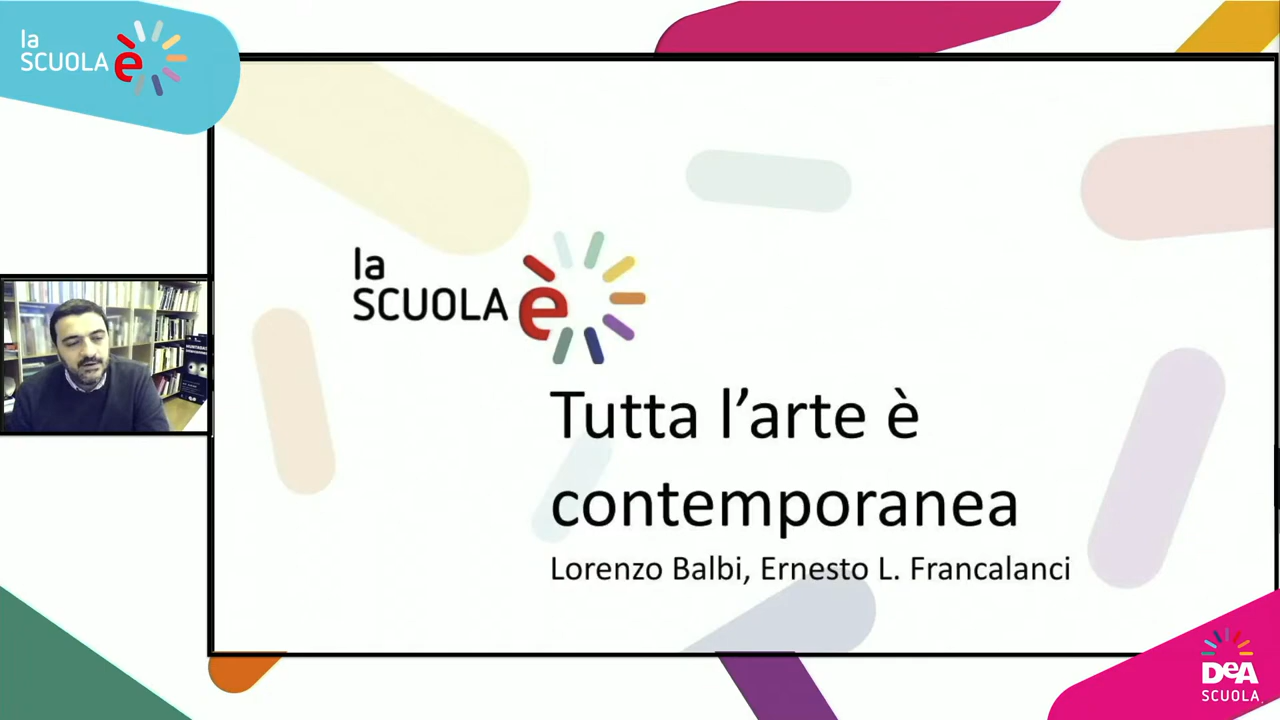 la
SCUOLA è
la
SCUOLA è
Tutta l’arte è
contemporanea
Lorenzo Balbi, Ernesto L. Francalanci
DeA
SCUOLA.